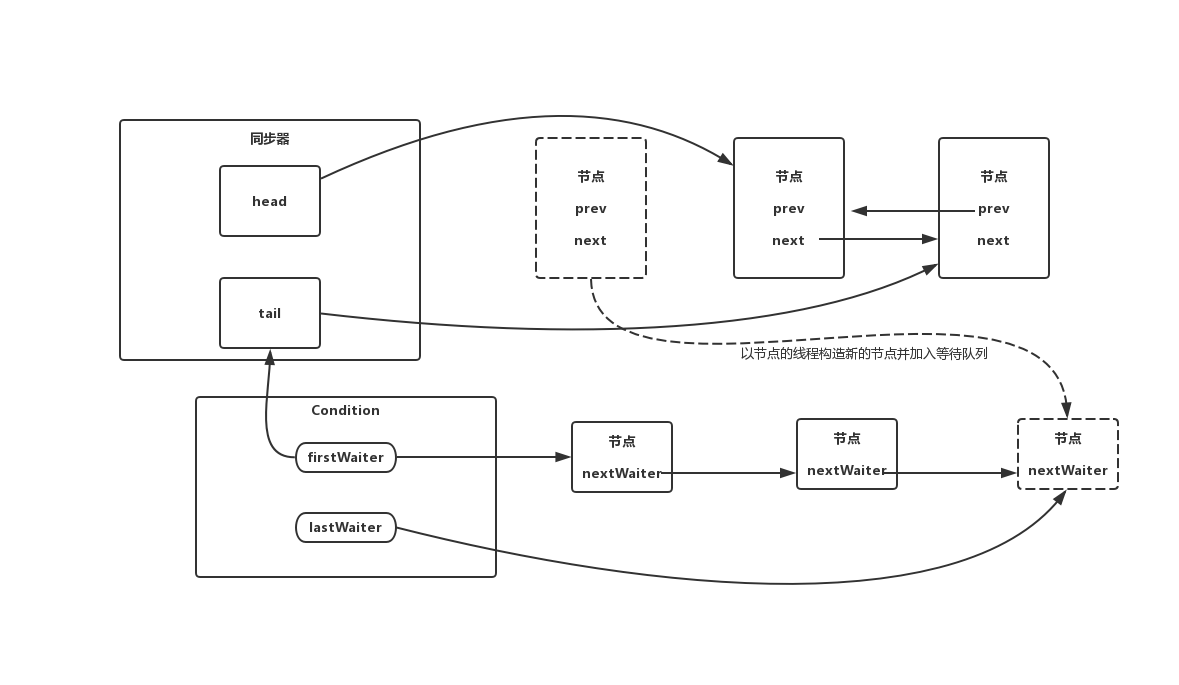 同步器
head
tail
节点
prev
next
节点
prev
next
节点
prev
next
以节点的线程构造新的节点并加入等待队列
Condition
firstWaiter
lastWaiter
节点
nextWaiter
节点
nextWaiter
节点
nextWaiter